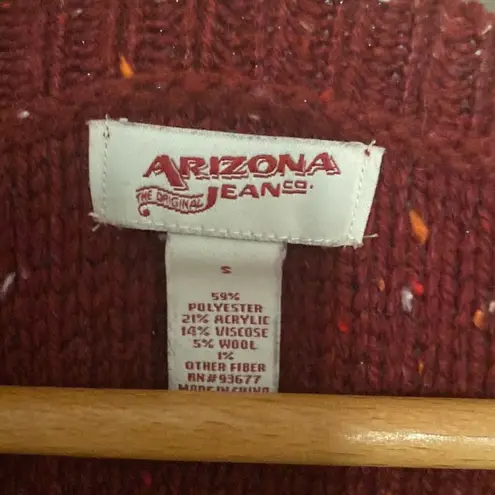 ARIZONA
THE ORIGINAL JEAN CO.
S
59%
POLYESTER
21% ACRYLIC
14% VISCOSE
5% WOOL
1%
OTHER FIBER
RN#93677
MADE IN CHINA